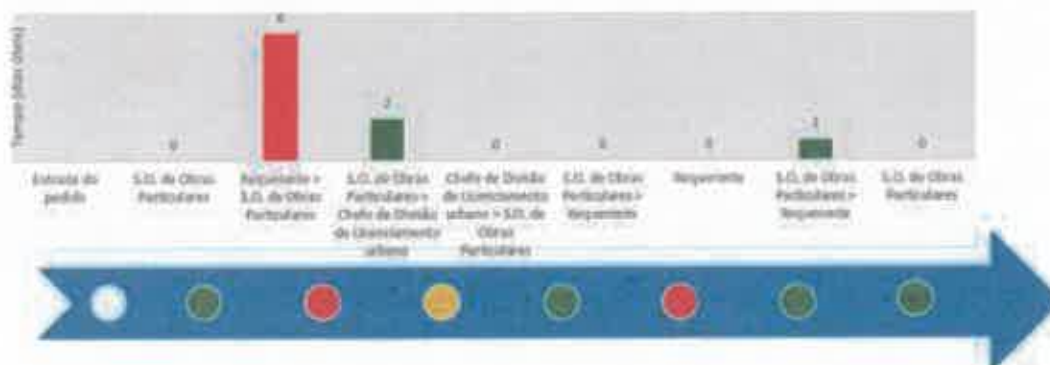 Tempo (dias úteis)
0
2
0
0
0
1
0
Entrada do
pedido
S.O. de Obras
Particulares
Requerente >
S.O. de Obras
Particulares
S.O. de Obras
Particulares >
Chefe de Divisão
de Licenciamento
urbano
Chefe de Divisão
de Licenciamento
urbano > S.O. de
Obras
Particulares
S.O. de Obras
Particulares >
Requerente
Requerente
S.O. de Obras
Particulares >
Requerente
S.O. de Obras
Particulares